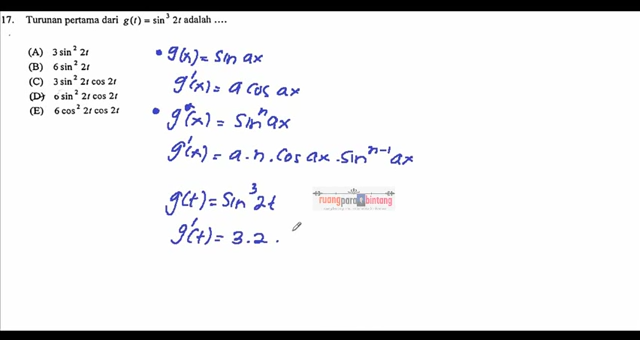 17. Turunan pertama dari g(t) = sin³ 2t adalah ....
(A) 3 sin² 2t
(B) 6 sin² 2t
(C) 3 sin² 2t cos 2t
(D) 6 sin² 2t cos 2t
(E) 6 cos² 2t cos 2t
• g(x) = sin ax
g'(x) = a cos ax
• g(x) = sinⁿ ax
g'(x) = a . n . cos ax . sinⁿ⁻¹ ax
g(t) = sin³ 2t
ruangparabintang
g'(t) = 3 . 2 .